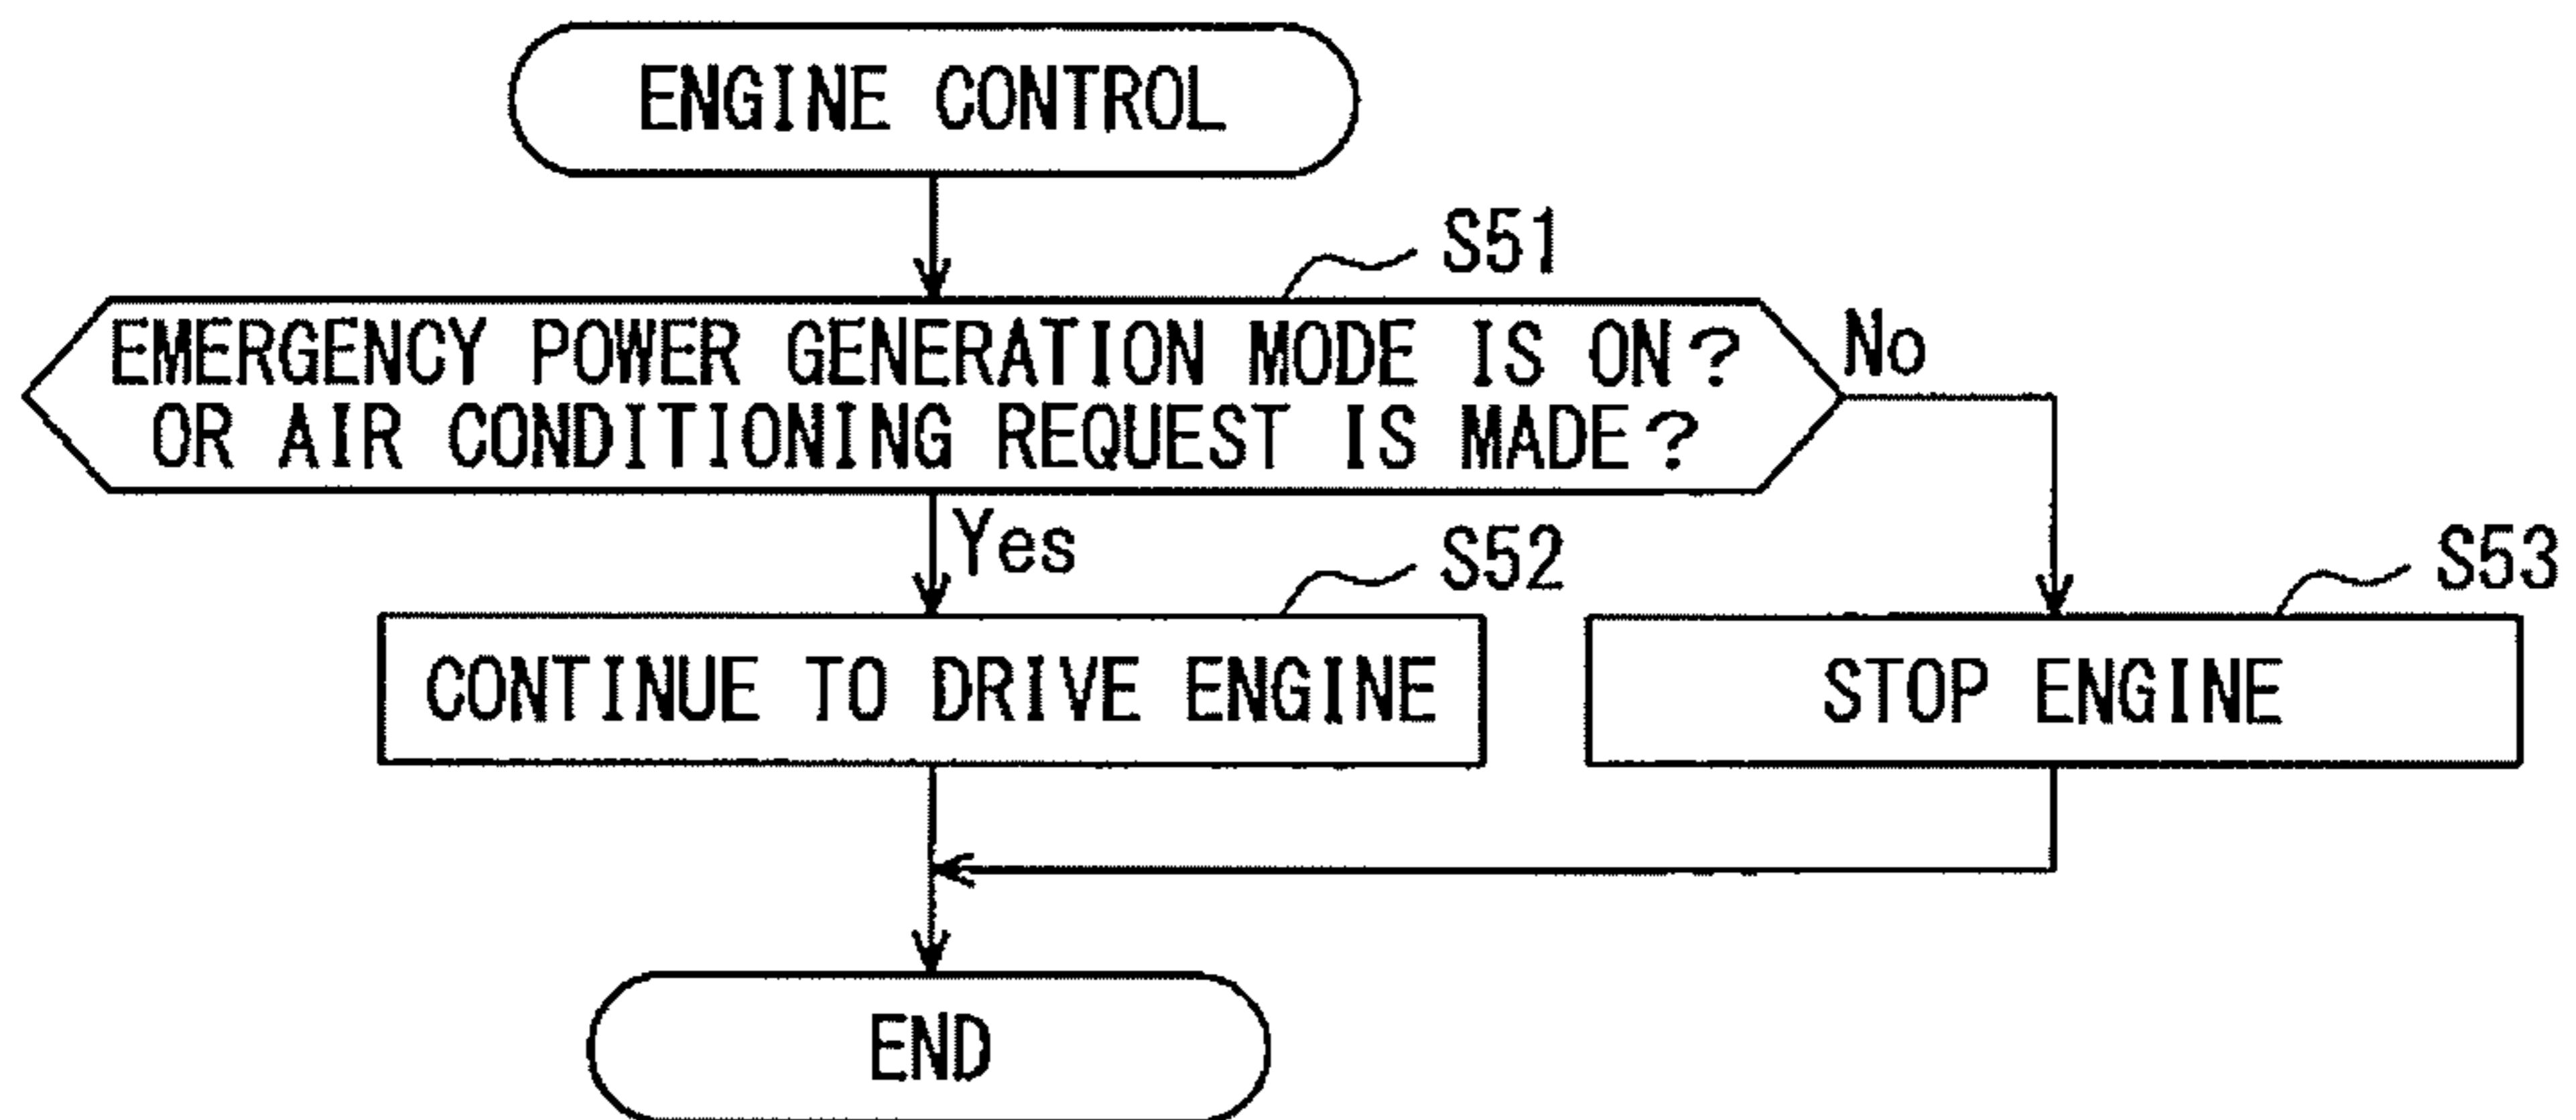 ENGINE CONTROL
S51
EMERGENCY POWER GENERATION MODE IS ON?
OR AIR CONDITIONING REQUEST IS MADE?
No
Yes
S52
S53
CONTINUE TO DRIVE ENGINE
STOP ENGINE
END